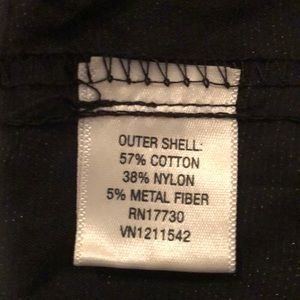 OUTER SHELL:
57% COTTON
38% NYLON
5% METAL FIBER
RN17730
VN1211542